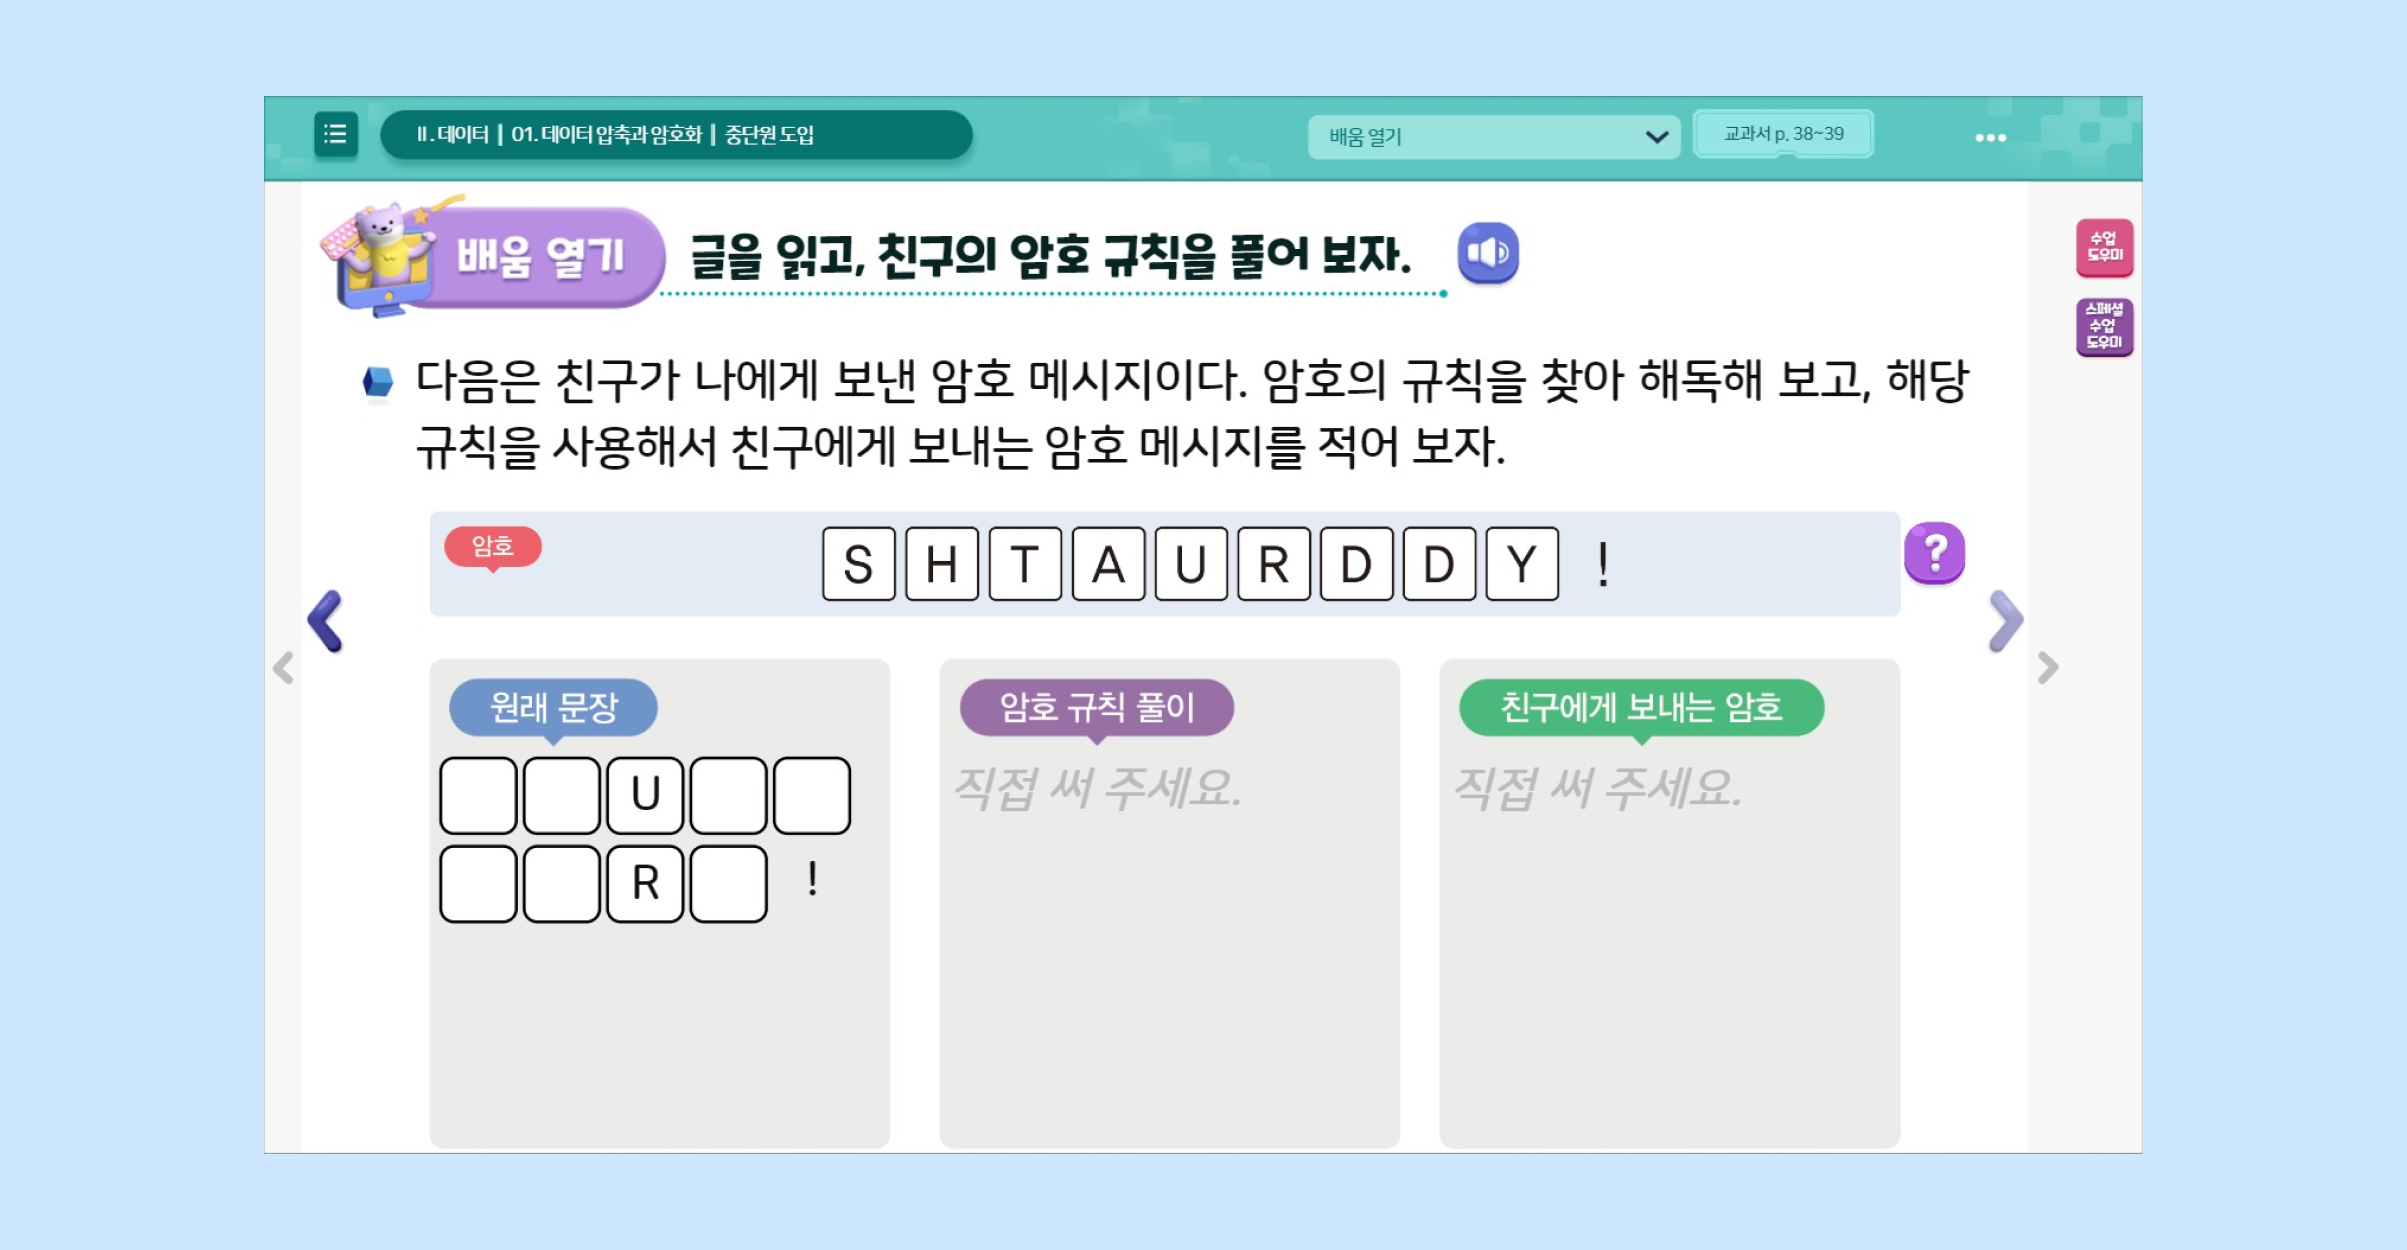 Ⅱ. 데이터 | 01. 데이터 압축과 암호화 | 중단원 도입
배움 열기
교과서 p. 38~39
배움 열기
글을 읽고, 친구의 암호 규칙을 풀어 보자.
수업
도우미
스페셜
수업
도우미
다음은 친구가 나에게 보낸 암호 메시지이다. 암호의 규칙을 찾아 해독해 보고, 해당
규칙을 사용해서 친구에게 보내는 암호 메시지를 적어 보자.
암호
S H T A U R D D Y !
?
원래 문장
U
R !
암호 규칙 풀이
직접 써 주세요.
친구에게 보내는 암호
직접 써 주세요.